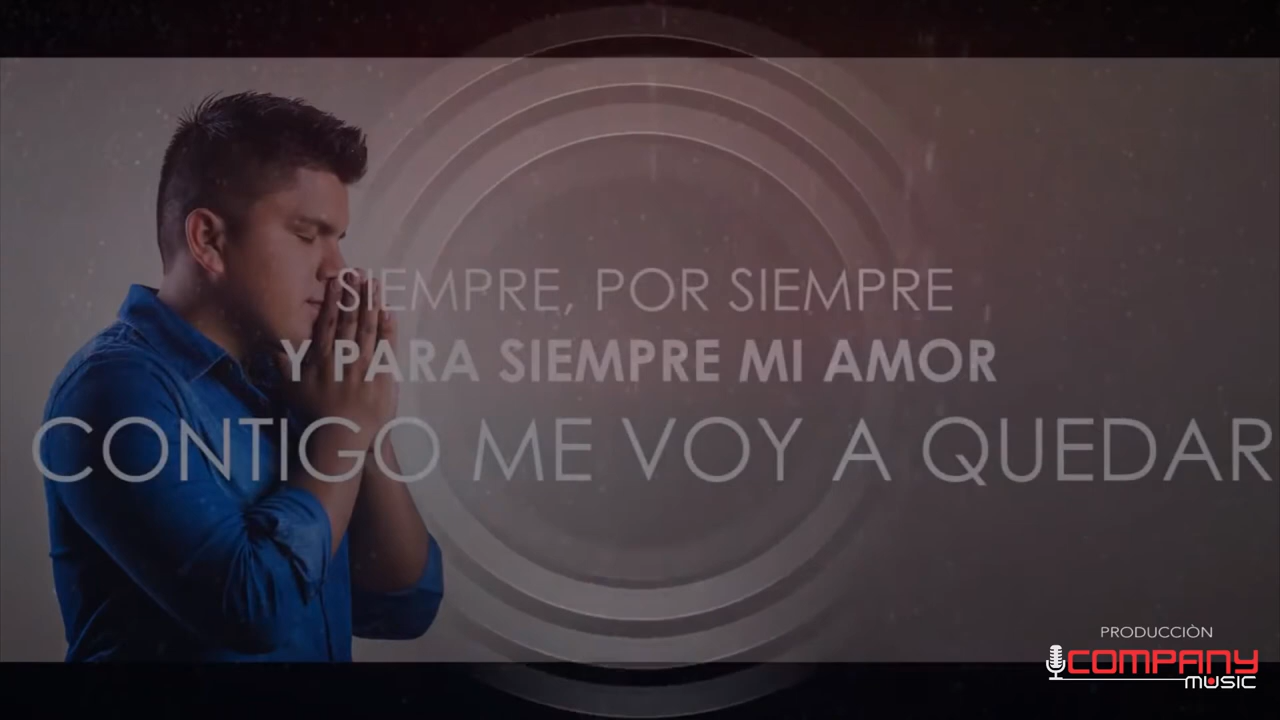 SIEMPRE, POR SIEMPRE
Y PARA SIEMPRE MI AMOR
CONTIGO ME VOY A QUEDAR
PRODUCCIÒN
COMPANY
MUSIC